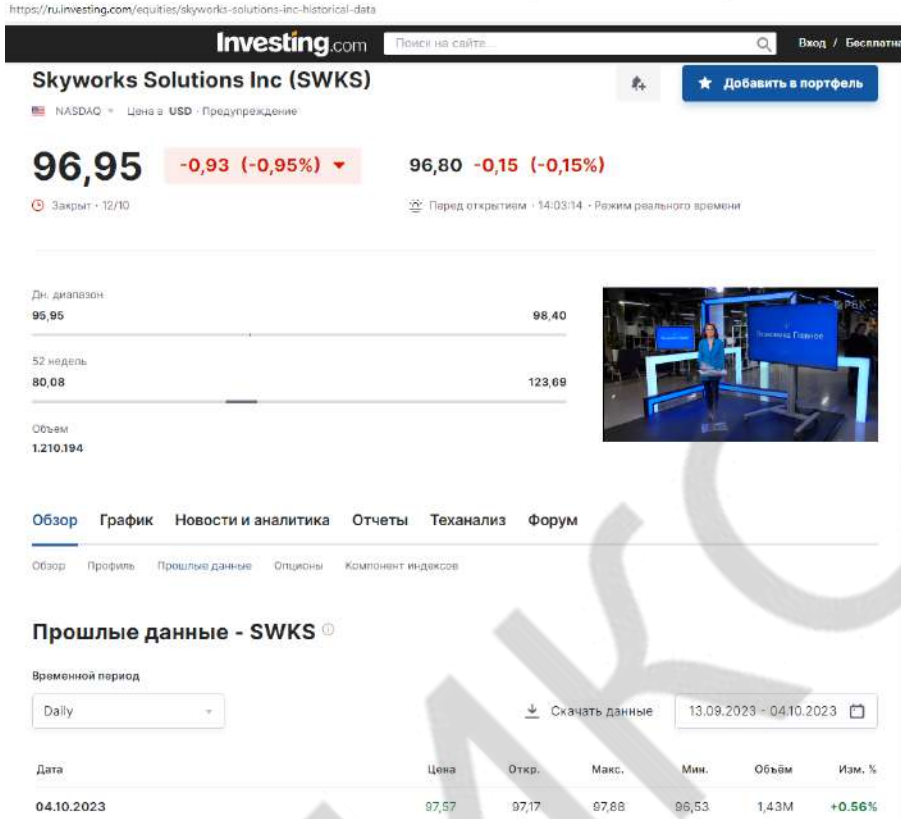 https://ru.investing.com/equities/skyworks-solutions-inc-historical-data
Investing.com Поиск на сайте... Вход / Бесплатна
Skyworks Solutions Inc (SWKS) Добавить в портфель
NASDAQ Цена в USD · Предупреждение
96,95 -0,93 (-0,95%) 96,80 -0,15 (-0,15%)
Закрыт · 12/10 Перед открытием · 14:03:14 · Режим реального времени
Дн. диапазон
95,95 98,40
РБК
Экономика Главное
52 недель
80,08 123,69
Объём
1.210.194
Обзор График Новости и аналитика Отчеты Теханализ Форум
Обзор Профиль Прошлые данные Опционы Компонент индексов
Прошлые данные - SWKS
Временной период
Daily Скачать данные 13.09.2023 - 04.10.2023
Дата Цена Откр. Макс. Мин. Объём Изм. %
04.10.2023 97,57 97,17 97,88 96,53 1,43M +0.56%